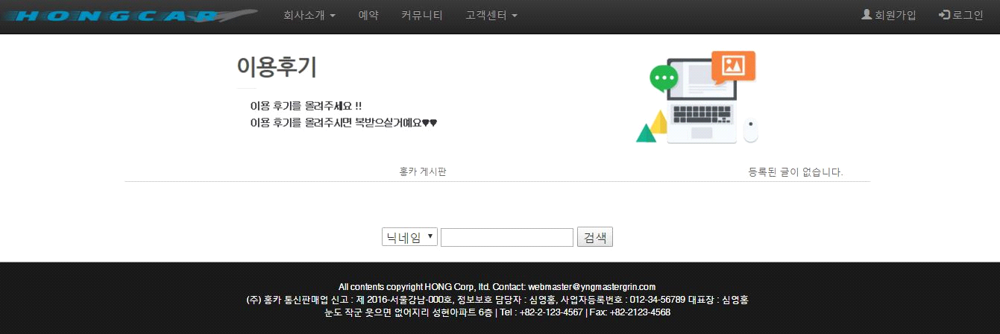 HONGCAR 회사소개 예약 커뮤니티 고객센터 회원가입 로그인
이용후기
이용 후기를 올려주세요 !!
이용 후기를 올려주시면 복받으실거예요♥♥
홍카 게시판 등록된 글이 없습니다.
닉네임 검색
All contents copyright HONG Corp, ltd. Contact: webmaster@yngmastergrin.com
(주) 홍카 통신판매업 신고 : 제 2016-서울강남-000호, 정보보호 담당자 : 심영홍, 사업자등록번호 : 012-34-56789 대표장 : 심영홍
눈도 작군 웃으면 없어지리 성현아파트 6층 | Tel : +82-2-123-4567 | Fax: +82-2123-4568